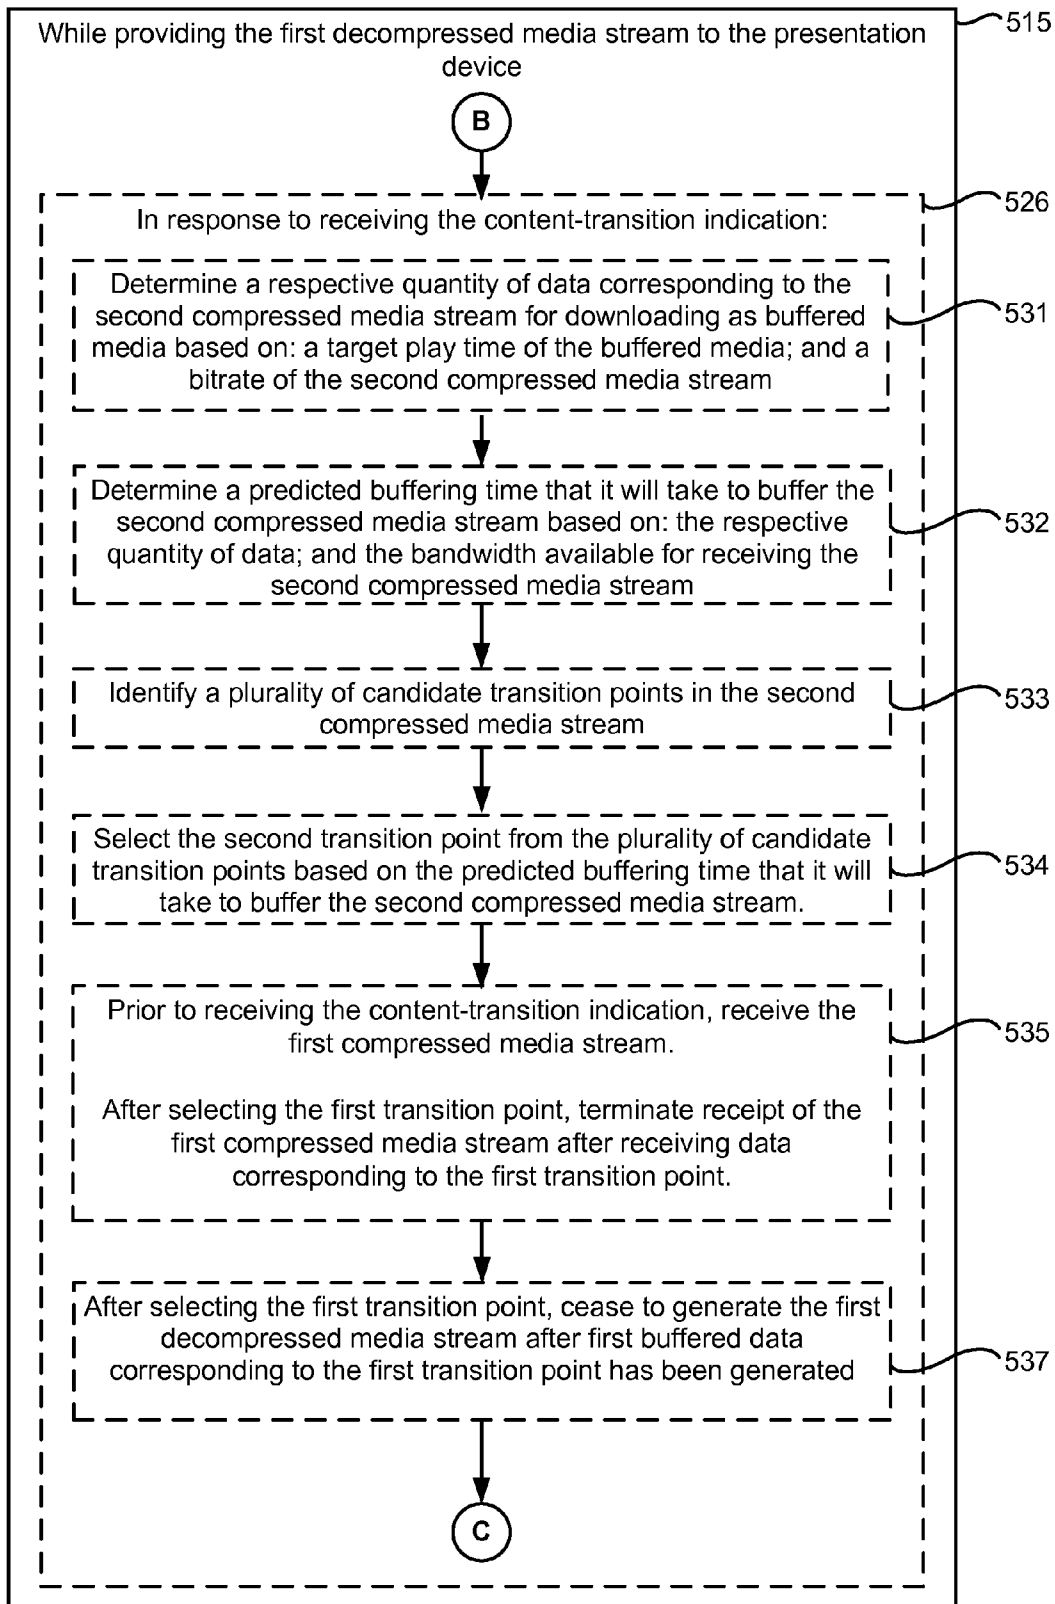 While providing the first decompressed media stream to the presentation
device
515
B
526
In response to receiving the content-transition indication:
Determine a respective quantity of data corresponding to the
second compressed media stream for downloading as buffered
media based on: a target play time of the buffered media; and a
bitrate of the second compressed media stream
531
Determine a predicted buffering time that it will take to buffer the
second compressed media stream based on: the respective
quantity of data; and the bandwidth available for receiving the
second compressed media stream
532
Identify a plurality of candidate transition points in the second
compressed media stream
533
Select the second transition point from the plurality of candidate
transition points based on the predicted buffering time that it will
take to buffer the second compressed media stream.
534
Prior to receiving the content-transition indication, receive the
first compressed media stream.
After selecting the first transition point, terminate receipt of the
first compressed media stream after receiving data
corresponding to the first transition point.
535
After selecting the first transition point, cease to generate the first
decompressed media stream after first buffered data
corresponding to the first transition point has been generated
537
C